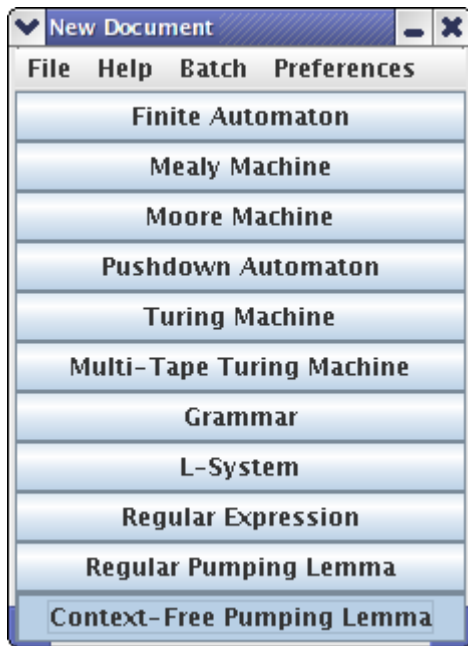 New Document
File Help Batch Preferences
Finite Automaton
Mealy Machine
Moore Machine
Pushdown Automaton
Turing Machine
Multi-Tape Turing Machine
Grammar
L-System
Regular Expression
Regular Pumping Lemma
Context-Free Pumping Lemma